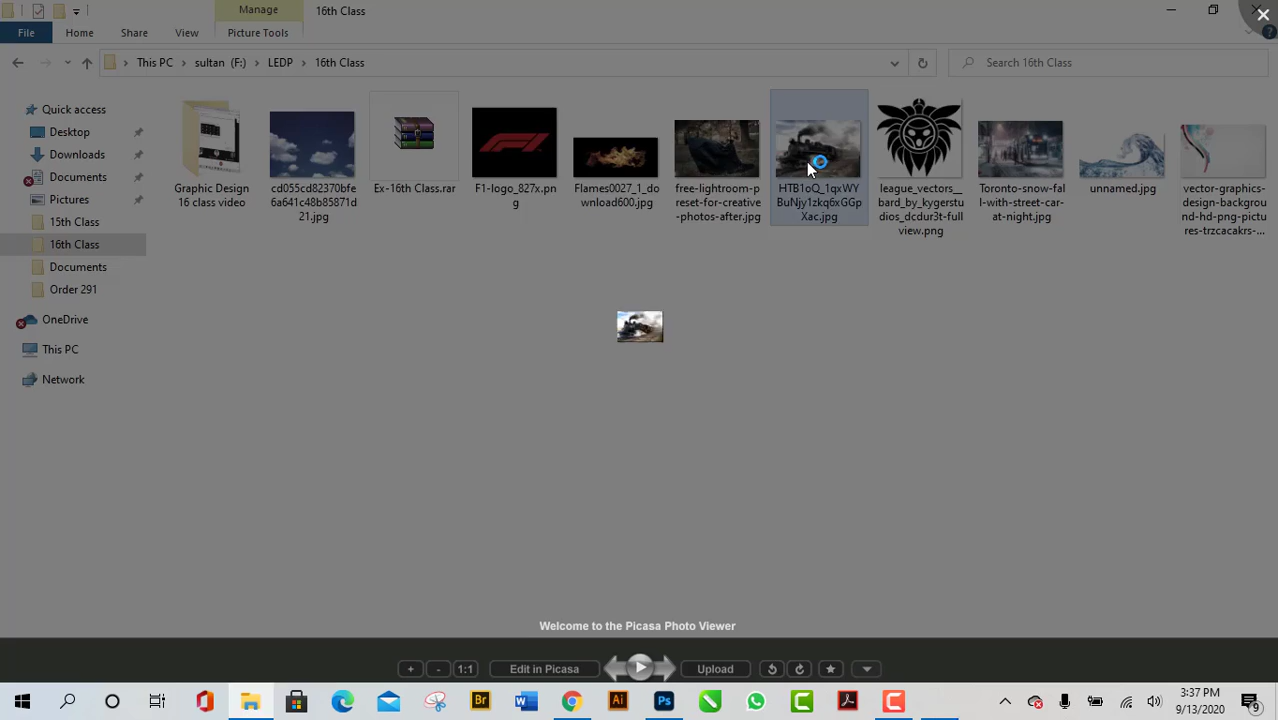 Manage
16th Class
File
Home
Share
View
Picture Tools
This PC
sultan (F:)
LEDP
16th Class
Search 16th Class
Quick access
Desktop
Downloads
Documents
Pictures
15th Class
16th Class
Documents
Order 291
OneDrive
This PC
Network
Graphic Design
16 class video
cd055cd82370bfe
6a641c48b85871d
21.jpg
Ex-16th Class.rar
F1-logo_827x.pn
g
Flames0027_1_do
wnload600.jpg
free-lightroom-p
reset-for-creative
-photos-after.jpg
HTB1oQ_1qxWY
BuNjy1zkq6xGGp
Xac.jpg
league_vectors__
bard_by_kygerstu
dios_dcdur3t-full
view.png
Toronto-snow-fal
l-with-street-car-
at-night.jpg
unnamed.jpg
vector-graphics-
design-backgrou
nd-hd-png-pictu
res-trzcacakrs-...
Welcome to the Picasa Photo Viewer
+
-
1:1
Edit in Picasa
Upload
Br
W
Ai
Ps
C
3:37 PM
9/13/2020
9